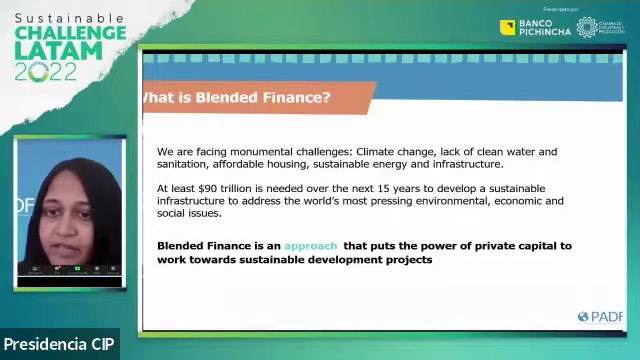 Sustainable
CHALLENGE
LATAM
2022
Presentado por
BANCO
PICHINCHA
CÁMARA DE
INDUSTRIAS Y
PRODUCCIÓN
What is Blended Finance?
We are facing monumental challenges: Climate change, lack of clean water and
sanitation, affordable housing, sustainable energy and infrastructure.
At least $90 trillion is needed over the next 15 years to develop a sustainable
infrastructure to address the world's most pressing environmental, economic and
social issues.
Blended Finance is an approach that puts the power of private capital to
work towards sustainable development projects
PADF
Presidencia CIP